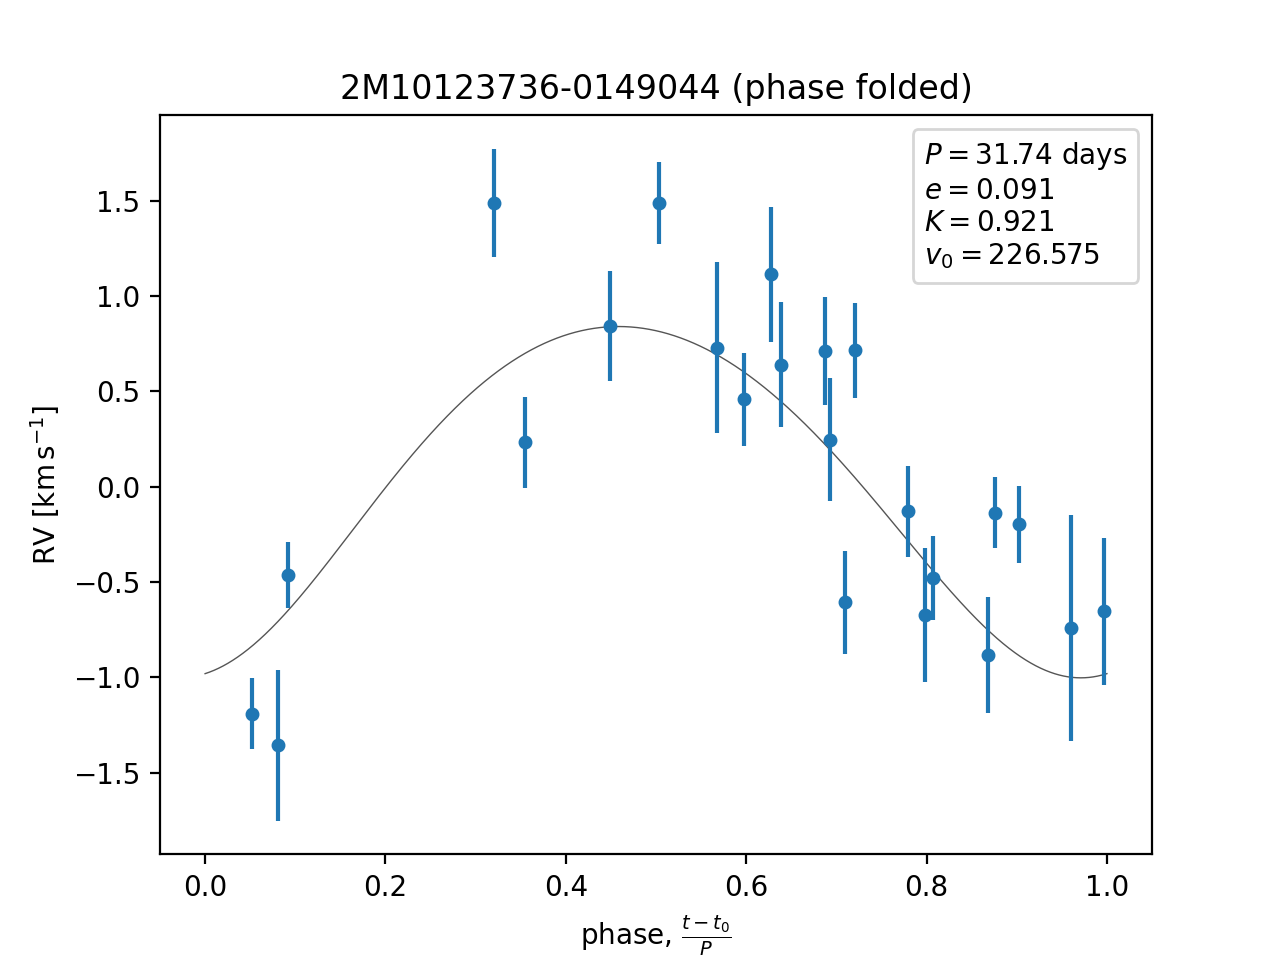 2M10123736-0149044 (phase folded)
P = 31.74 days
e = 0.091
K = 0.921
v₀ = 226.575
RV [km s⁻¹]
1.5
1.0
0.5
0.0
−0.5
−1.0
−1.5
0.0 0.2 0.4 0.6 0.8 1.0
phase, (t − t₀)/P